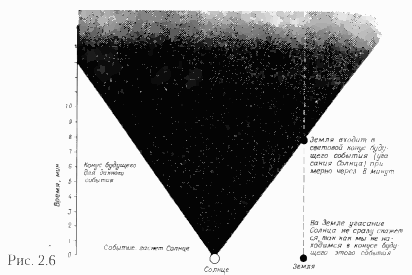 10
9
8
7
6
5
4
3
2
1
0
Время, мин
Конус будущего
для данного
события
Событие: гаснет Солнце
Солнце
Земля входит в
световой конус буду-
щего события (уга
сания Солнца) при
мерно через 8 минут
На Земле угасание
Солнца не сразу скажет
ся, так как мы не на-
ходимся в конусе буду-
щего этого события
Земля
Рис. 2.6